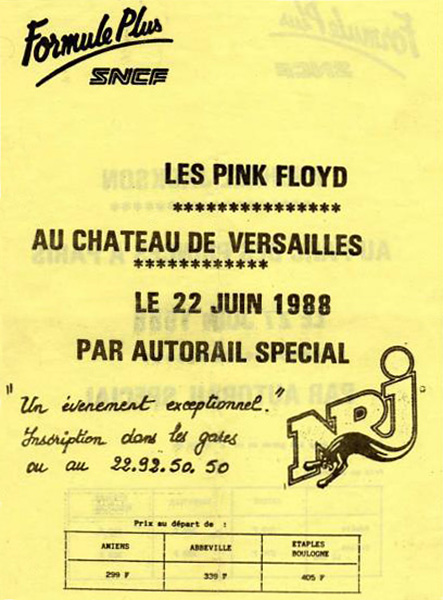 Formule Plus
SNCF
LES PINK FLOYD
***************
AU CHATEAU DE VERSAILLES
************
LE 22 JUIN 1988
PAR AUTORAIL SPECIAL
"Un évenement exceptionnel."
Inscription dans les gares
ou au 22.92.50.50
NRJ
Prix au départ de :
AMIENS ABBEVILLE ETAPLES
BOULOGNE
299 F 339 F 405 F